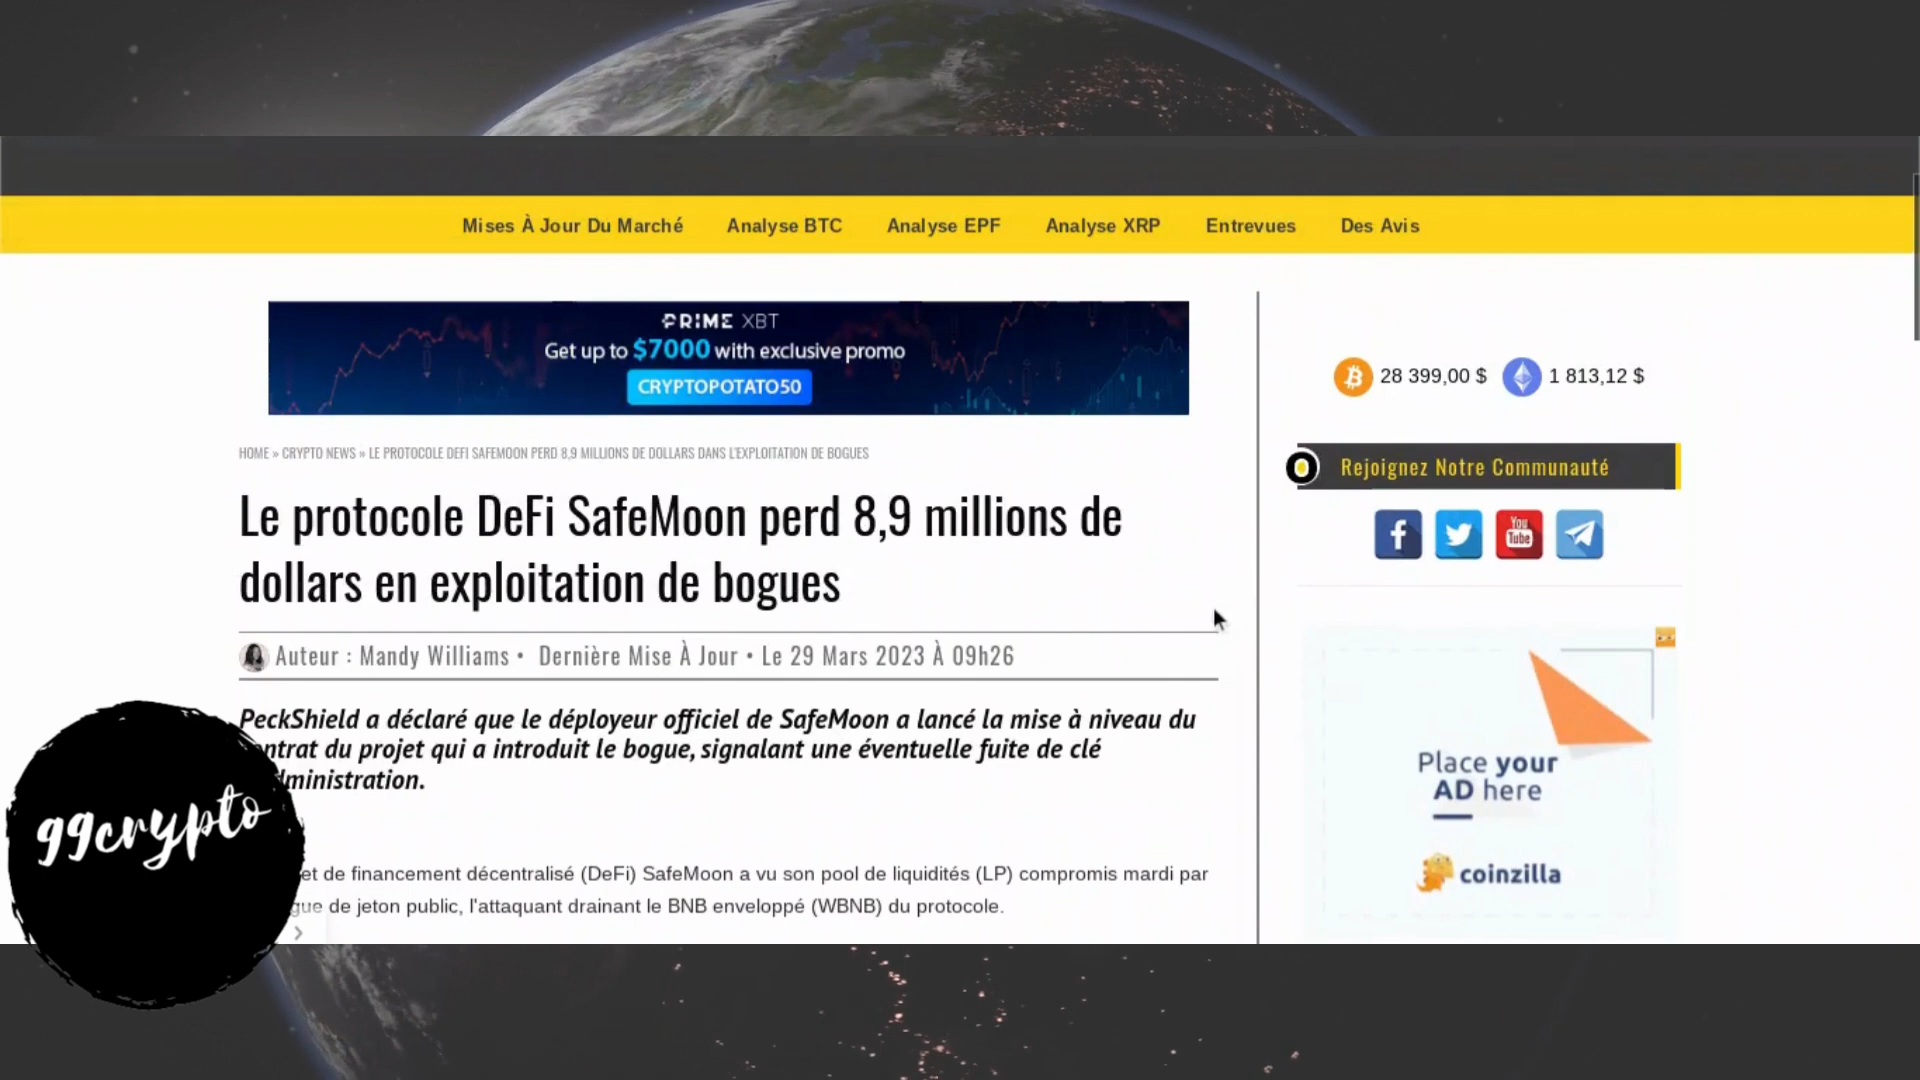 Mises À Jour Du Marché Analyse BTC Analyse EPF Analyse XRP Entrevues Des Avis
PRIME XBT
Get up to $7000 with exclusive promo
CRYPTOPOTATO50
28 399,00 $ 1 813,12 $
HOME » CRYPTO NEWS » LE PROTOCOLE DEFI SAFEMOON PERD 8,9 MILLIONS DE DOLLARS DANS L'EXPLOITATION DE BOGUES
Le protocole DeFi SafeMoon perd 8,9 millions de
dollars en exploitation de bogues
Auteur : Mandy Williams • Dernière Mise À Jour • Le 29 Mars 2023 À 09h26
PeckShield a déclaré que le déployeur officiel de SafeMoon a lancé la mise à niveau du
du projet qui a introduit le bogue, signalant une éventuelle fuite de clé
de financement décentralisé (DeFi) SafeMoon a vu son pool de liquidités (LP) compromis mardi par
de jeton public, l'attaquant drainant le BNB enveloppé (WBNB) du protocole.
Rejoignez Notre Communauté
You
Tube
Place your
AD here
coinzilla
99crypto